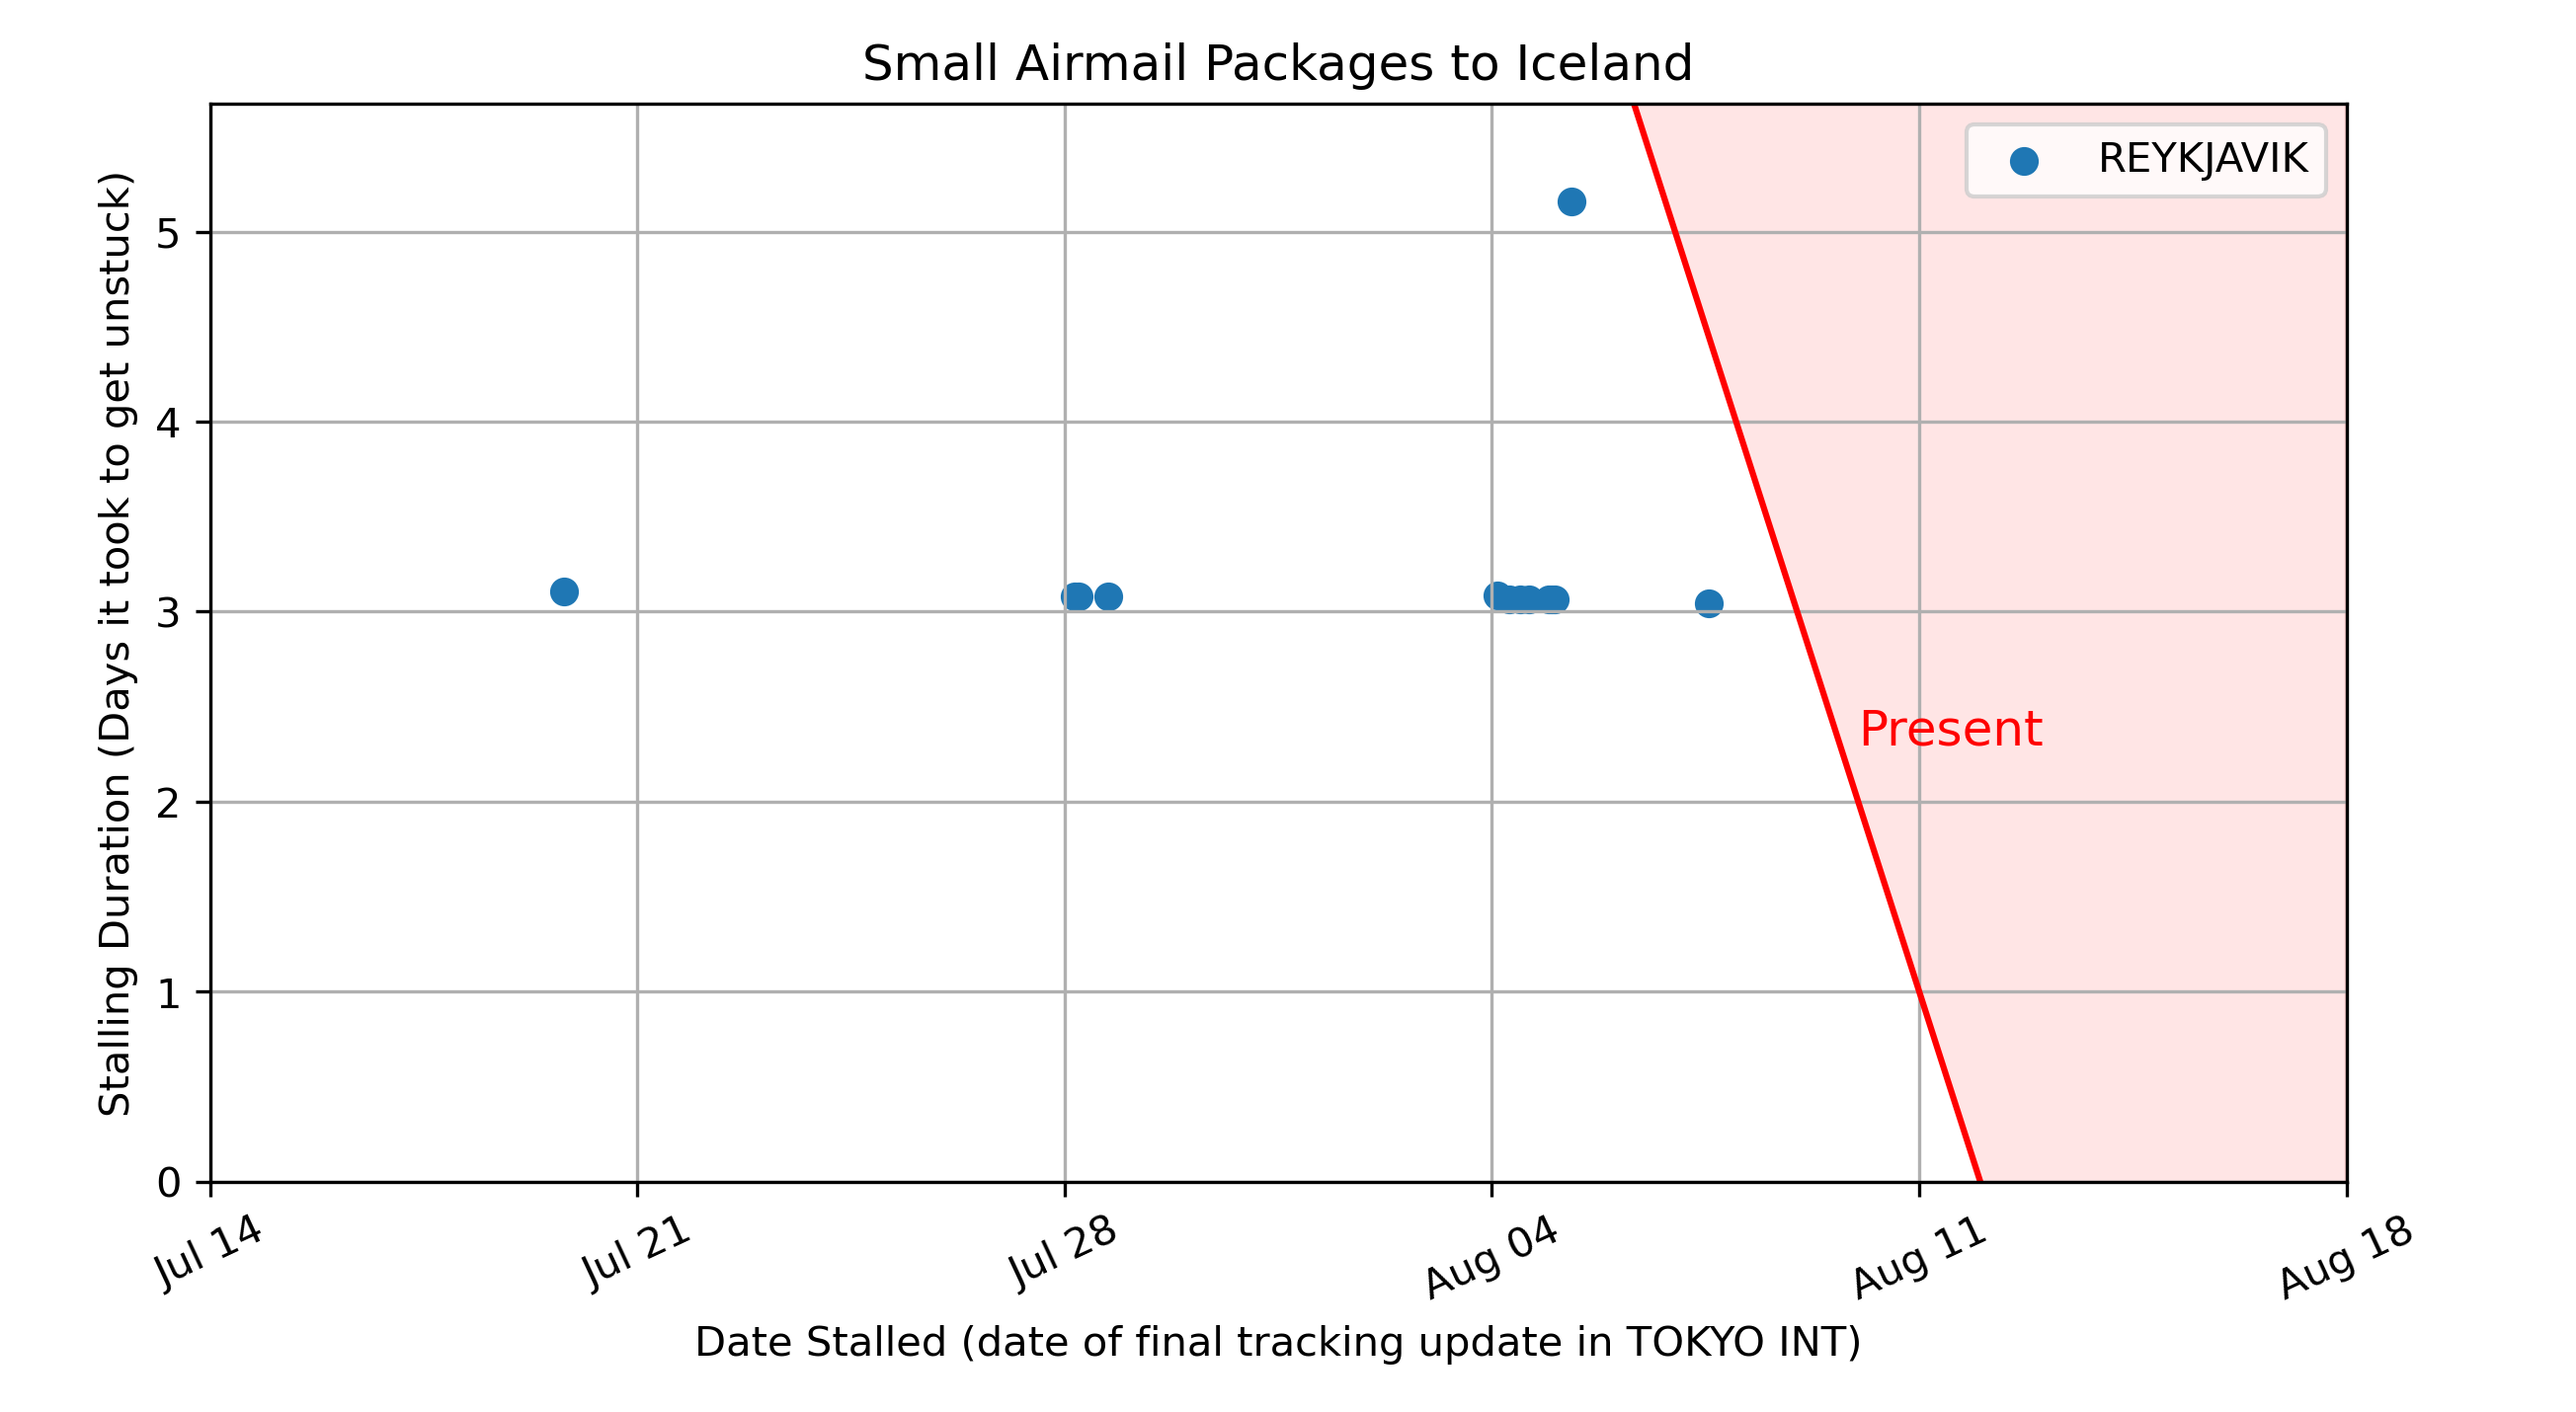 Small Airmail Packages to Iceland
REYKJAVIK
Stalling Duration (Days it took to get unstuck)
5
4
3
2
1
0
Present
Jul 14
Jul 21
Jul 28
Aug 04
Aug 11
Aug 18
Date Stalled (date of final tracking update in TOKYO INT)